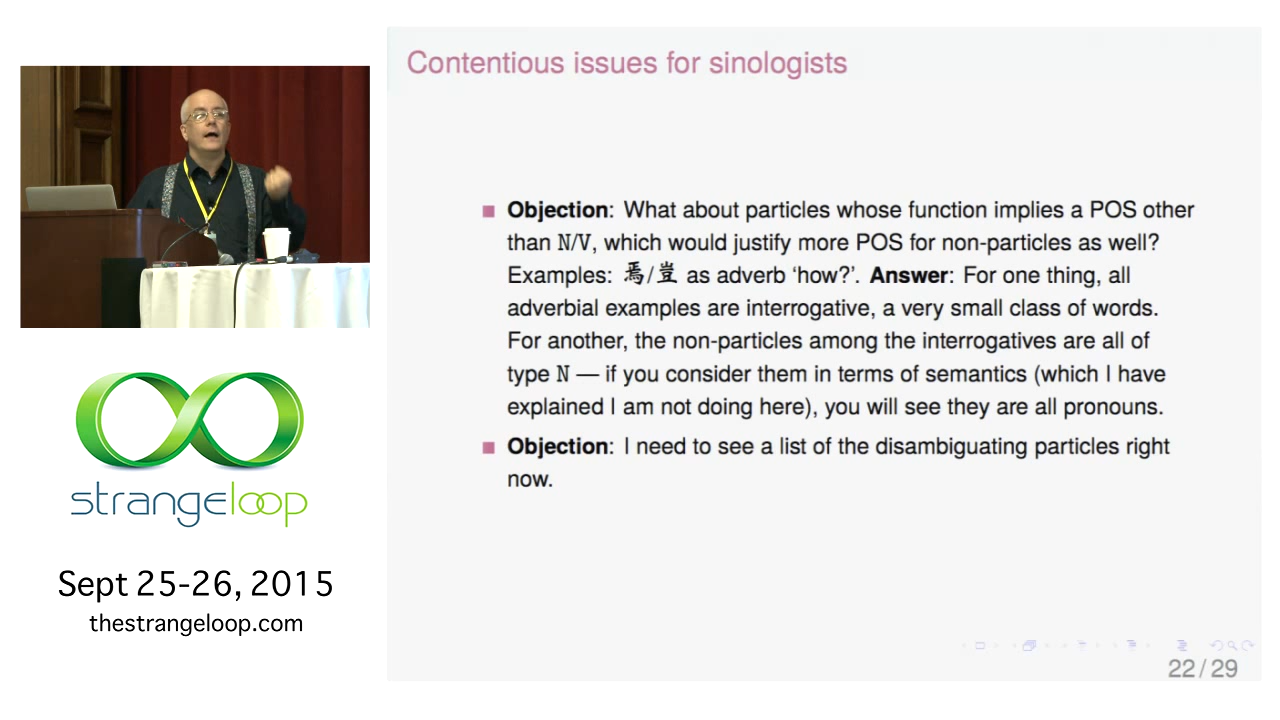 Contentious issues for sinologists
Objection: What about particles whose function implies a POS other
than N/V, which would justify more POS for non-particles as well?
Examples: 焉/豈 as adverb ‘how?’. Answer: For one thing, all
adverbial examples are interrogative, a very small class of words.
For another, the non-particles among the interrogatives are all of
type N — if you consider them in terms of semantics (which I have
explained I am not doing here), you will see they are all pronouns.
Objection: I need to see a list of the disambiguating particles right
now.
22 / 29
strangeloop
Sept 25-26, 2015
thestrangeloop.com